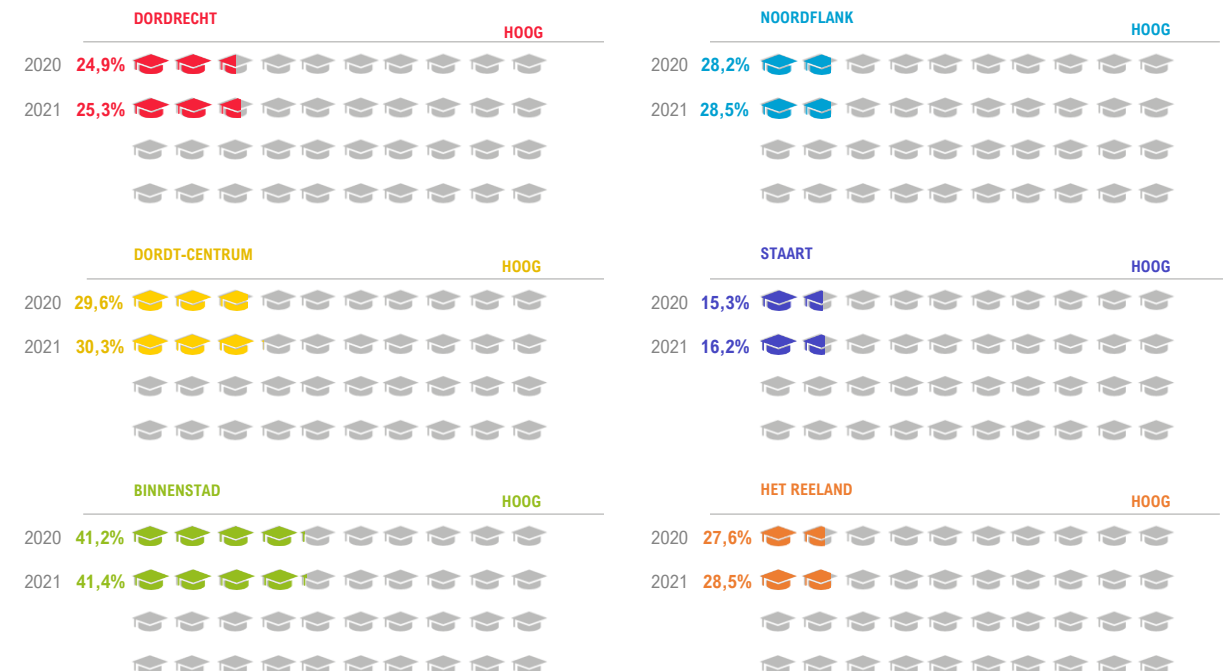 DORDRECHT
HOOG
2020 24,9%
2021 25,3%
NOORDFLANK
HOOG
2020 28,2%
2021 28,5%
DORDT-CENTRUM
HOOG
2020 29,6%
2021 30,3%
STAART
HOOG
2020 15,3%
2021 16,2%
BINNENSTAD
HOOG
2020 41,2%
2021 41,4%
HET REELAND
HOOG
2020 27,6%
2021 28,5%